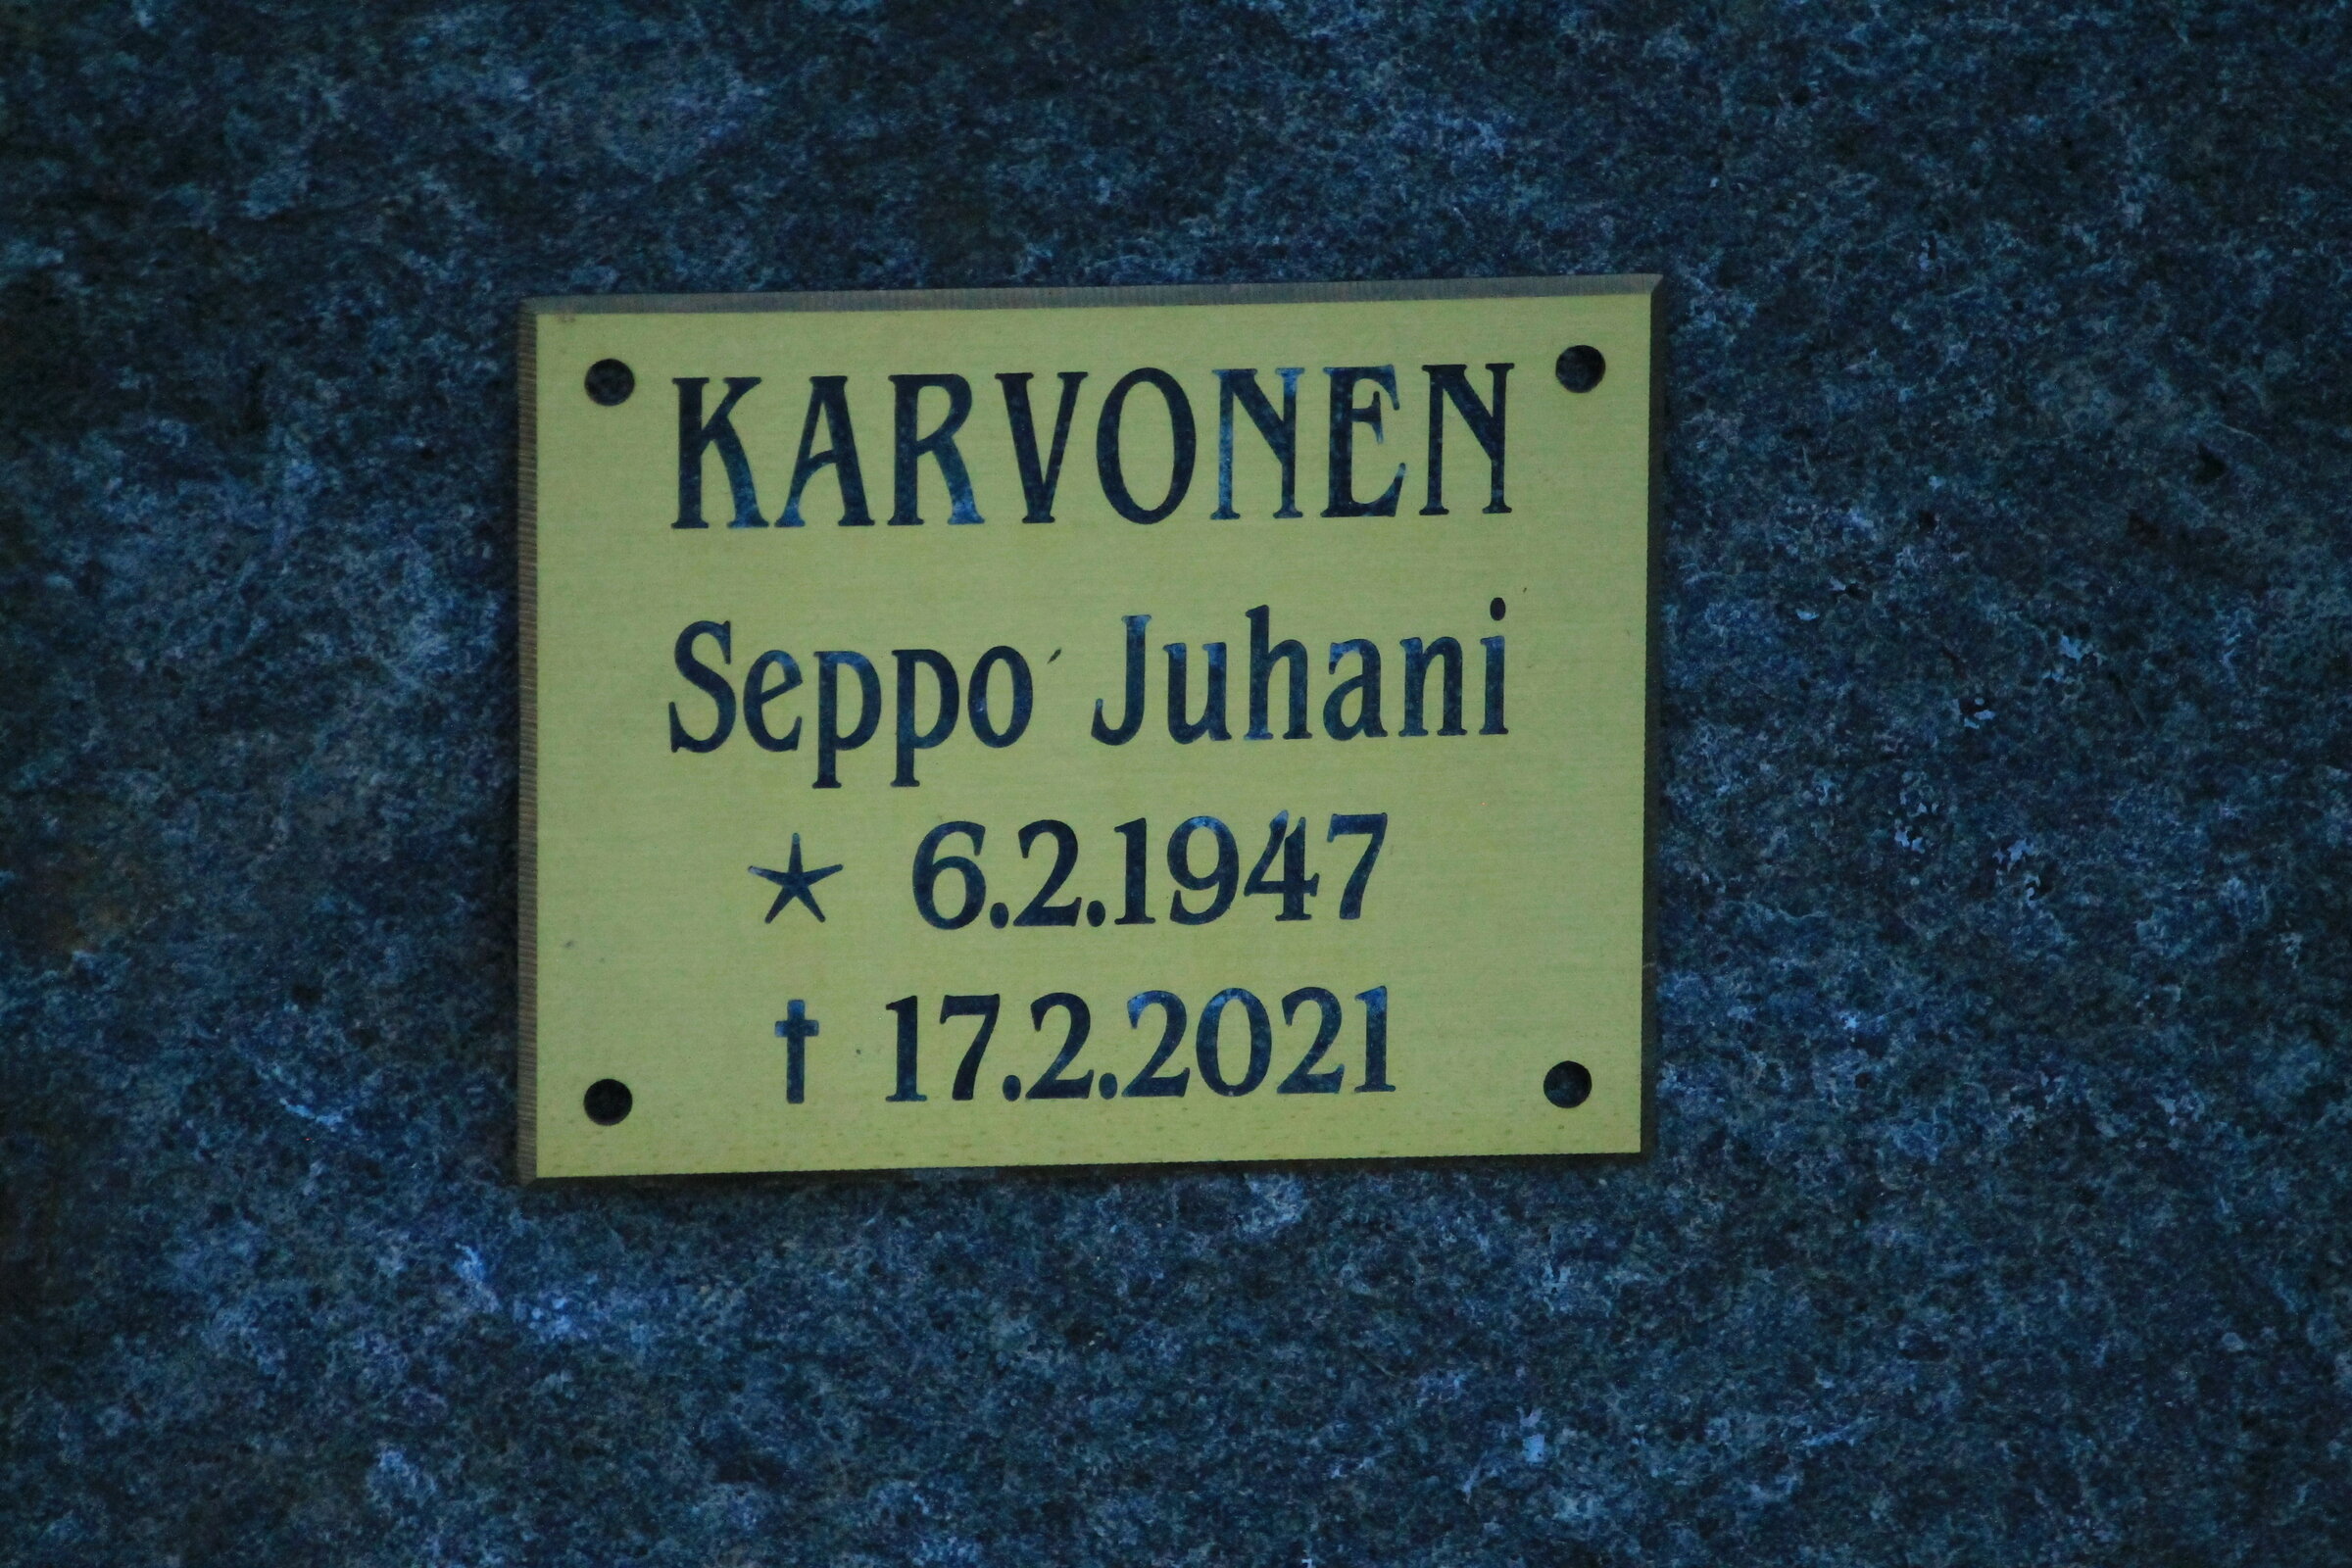 KARVONEN
Seppo Juhani
* 6.2.1947
† 17.2.2021